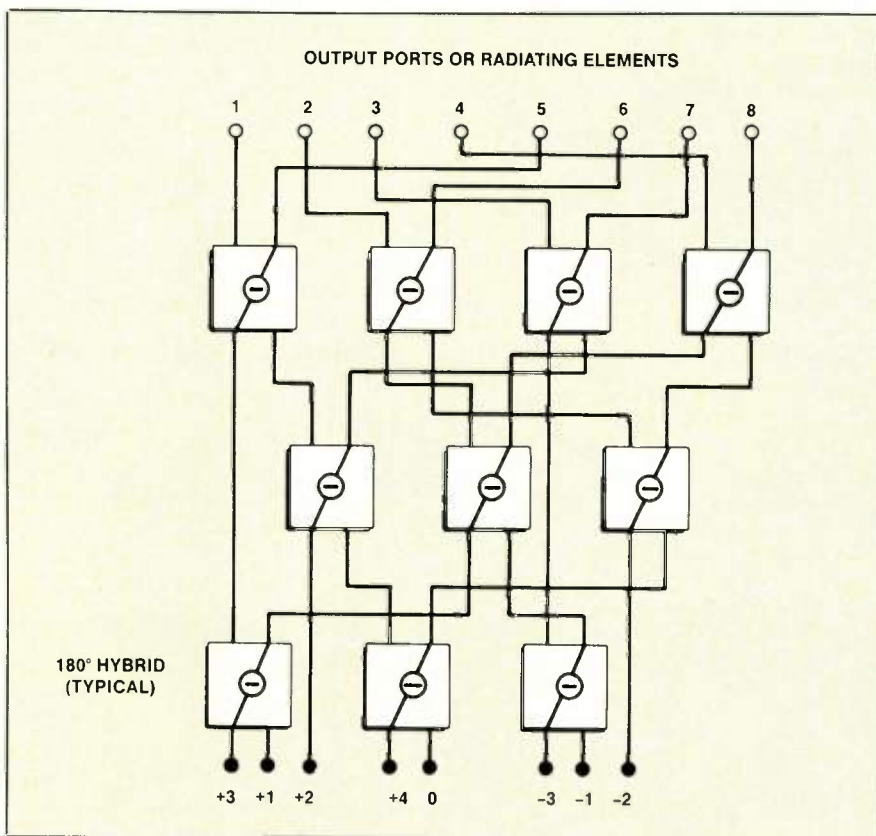 OUTPUT PORTS OR RADIATING ELEMENTS
1 2 3 4 5 6 7 8
180° HYBRID
(TYPICAL)
+3 +1 +2 +4 0 −3 −1 −2